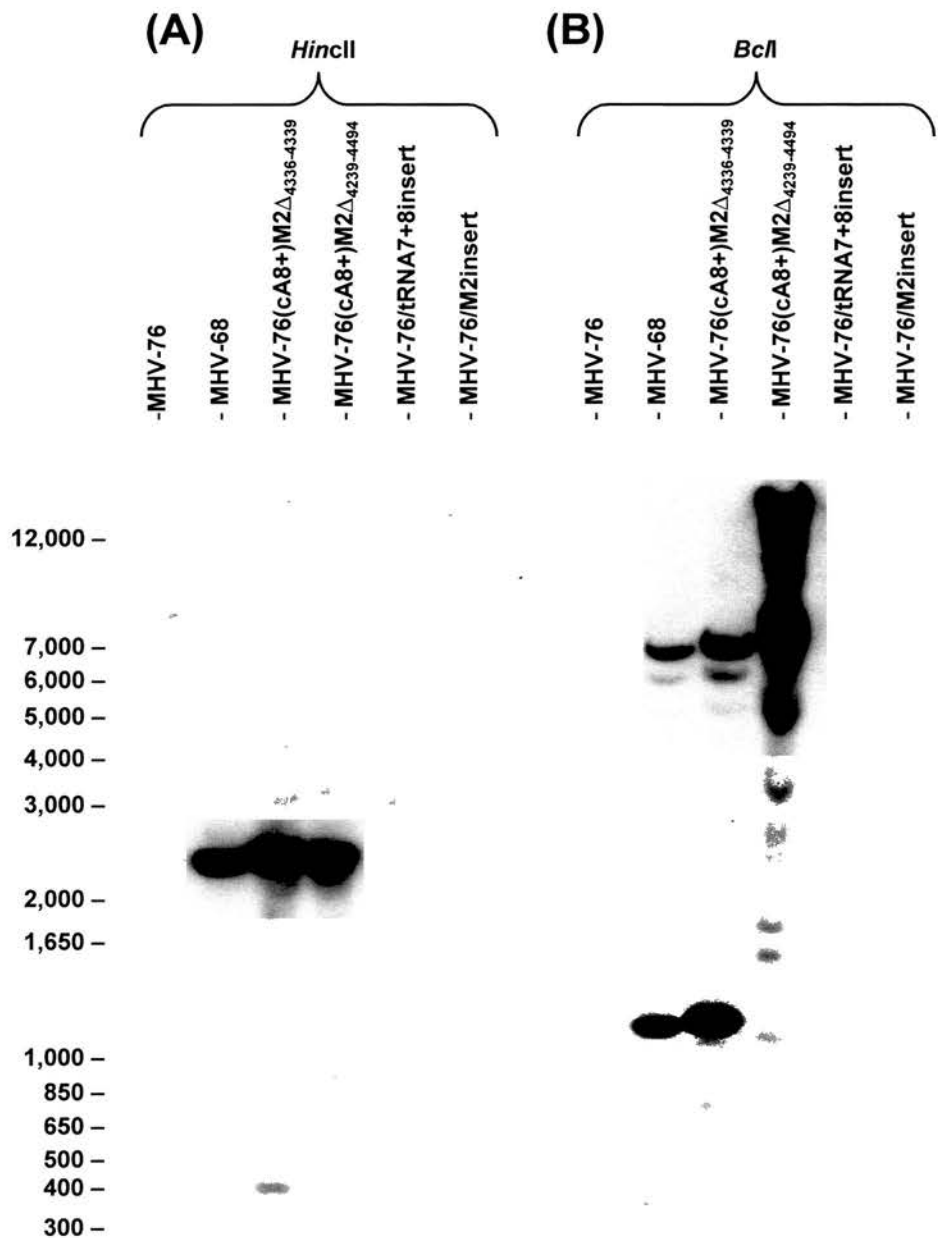 (A)
HincII
-MHV-76
- MHV-68
- MHV-76(cA8+)M2Δ4336-4339
- MHV-76(cA8+)M2Δ4239-4494
- MHV-76/tRNA7+8insert
- MHV-76/M2insert
(B)
BclI
- MHV-76
- MHV-68
- MHV-76(cA8+)M2Δ4336-4339
- MHV-76(cA8+)M2Δ4239-4494
- MHV-76/tRNA7+8insert
- MHV-76/M2insert
12,000 –
7,000 –
6,000 –
5,000 –
4,000 –
3,000 –
2,000 –
1,650 –
1,000 –
850 –
650 –
500 –
400 –
300 –